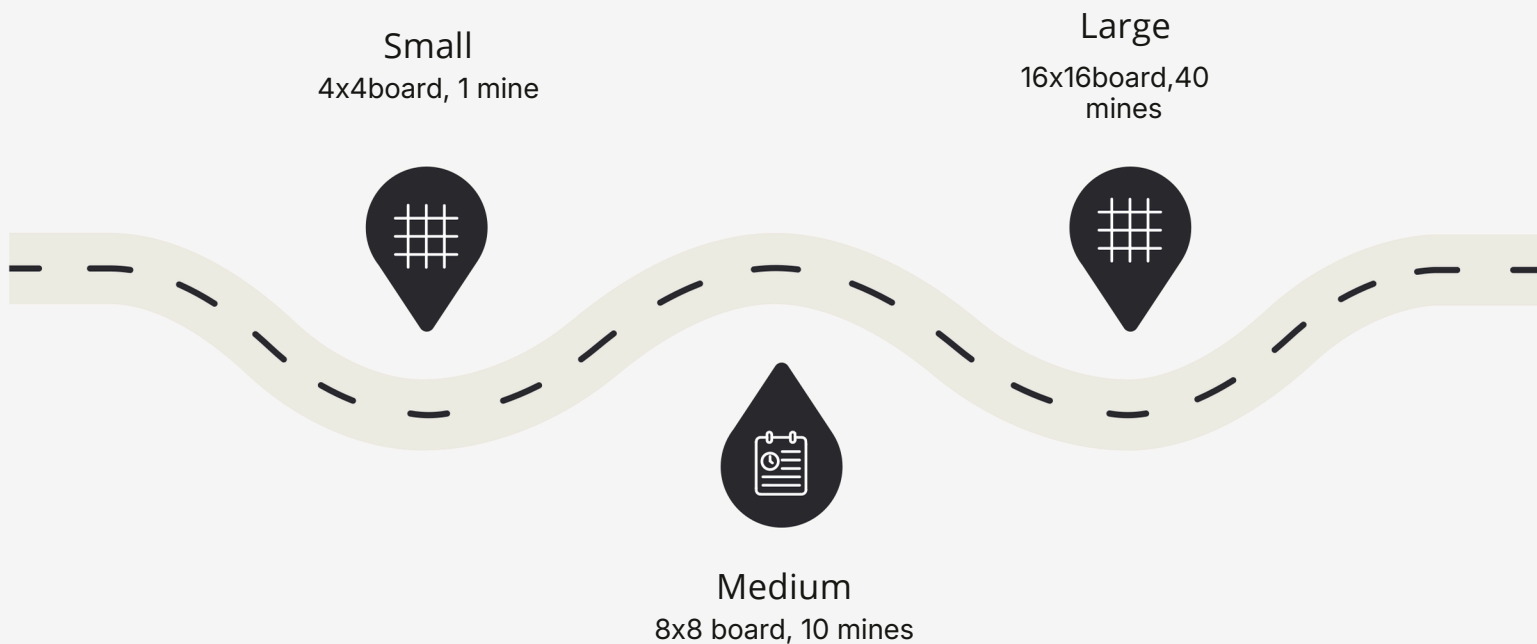 Small
4x4board, 1 mine
Large
16x16board,40
mines
Medium
8x8 board, 10 mines